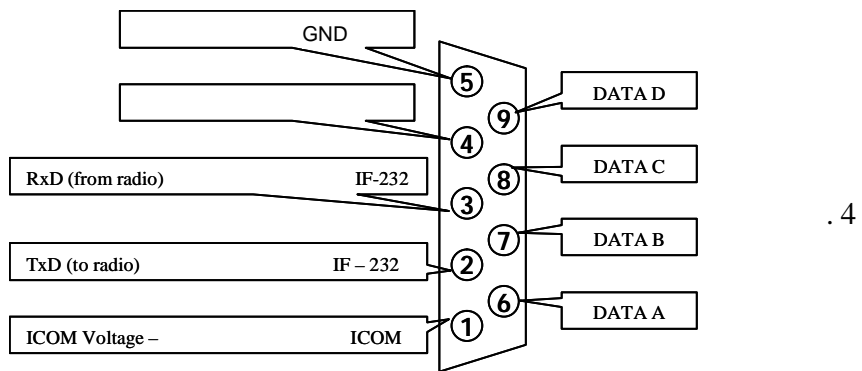 GND
5
DATA D
9
4
RxD (from radio) IF-232
DATA C
8
3
. 4
TxD (to radio) IF – 232
DATA B
7
2
DATA A
6
ICOM Voltage – ICOM
1